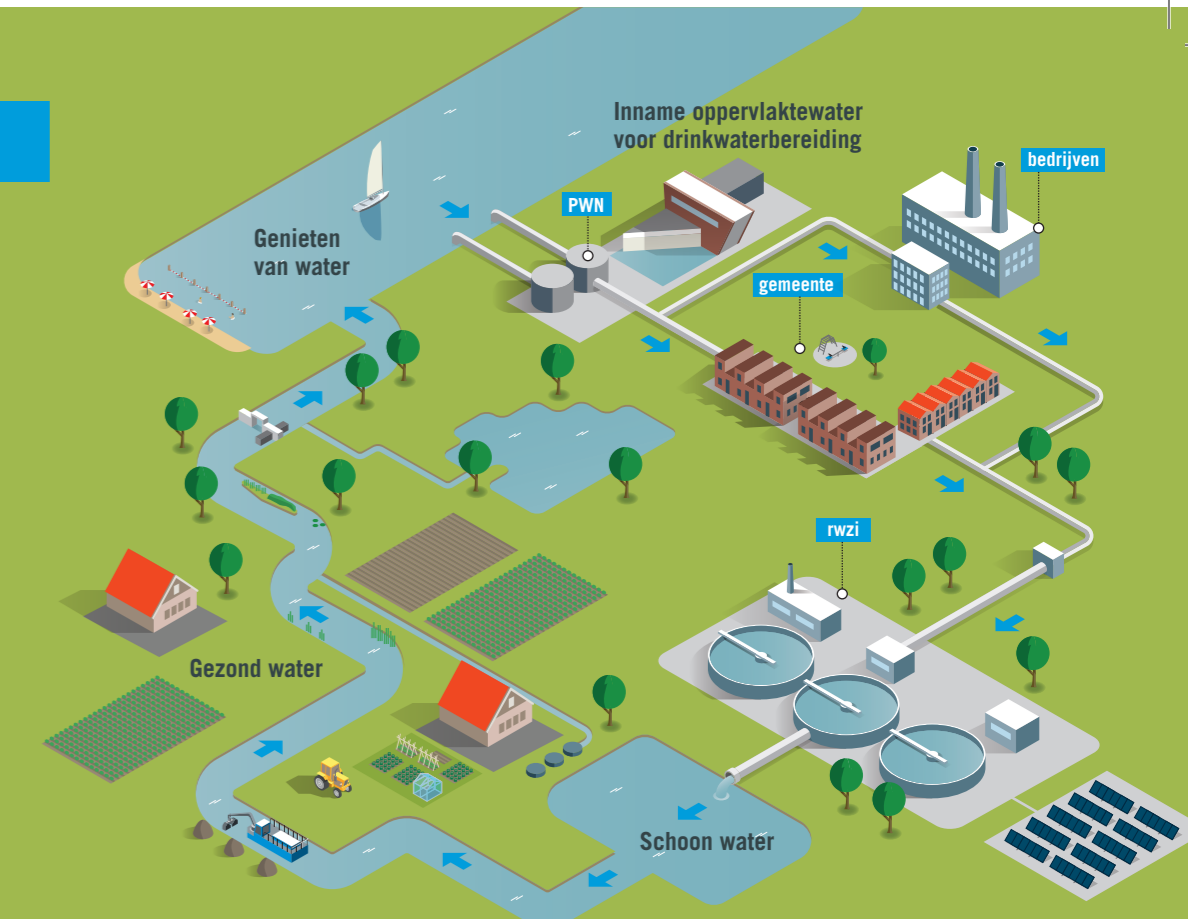 Inname oppervlaktewater
voor drinkwaterbereiding
bedrijven
PWN
Genieten
van water
gemeente
rwzi
Gezond water
Schoon water